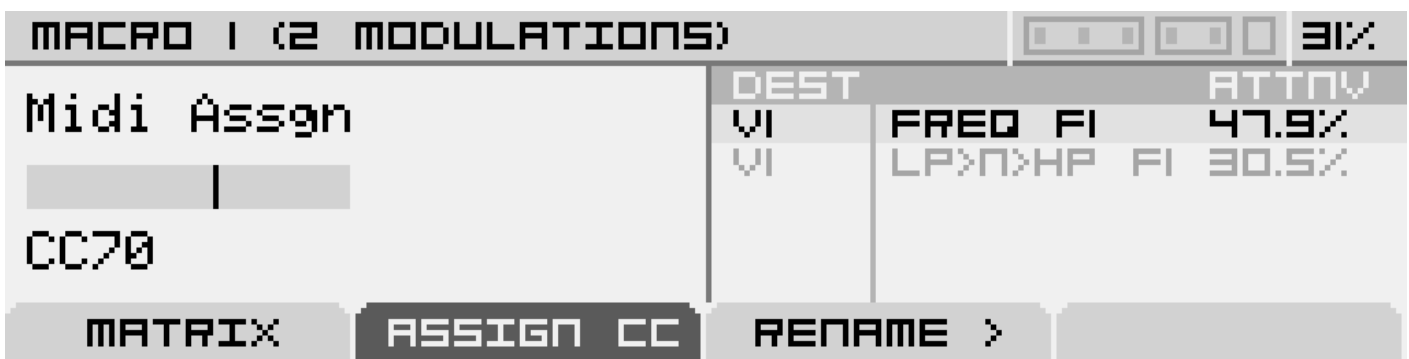 MACRO 1 (2 MODULATIONS) 31%
Midi Assgn
CC70
DEST ATTNV
V1 FREQ F1 47.9%
V1 LP>N>HP F1 30.5%
MATRIX ASSIGN CC RENAME >